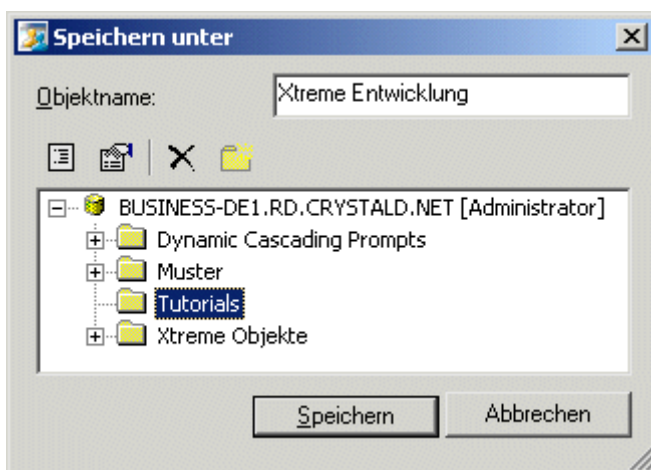 Speichern unter
Objektname:
Xtreme Entwicklung
BUSINESS-DE1.RD.CRYSTALD.NET [Administrator]
Dynamic Cascading Prompts
Muster
Tutorials
Xtreme Objekte
Speichern
Abbrechen